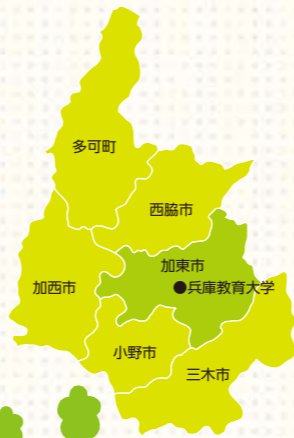 多可町
西脇市
加東市
加西市
●兵庫教育大学
小野市
三木市